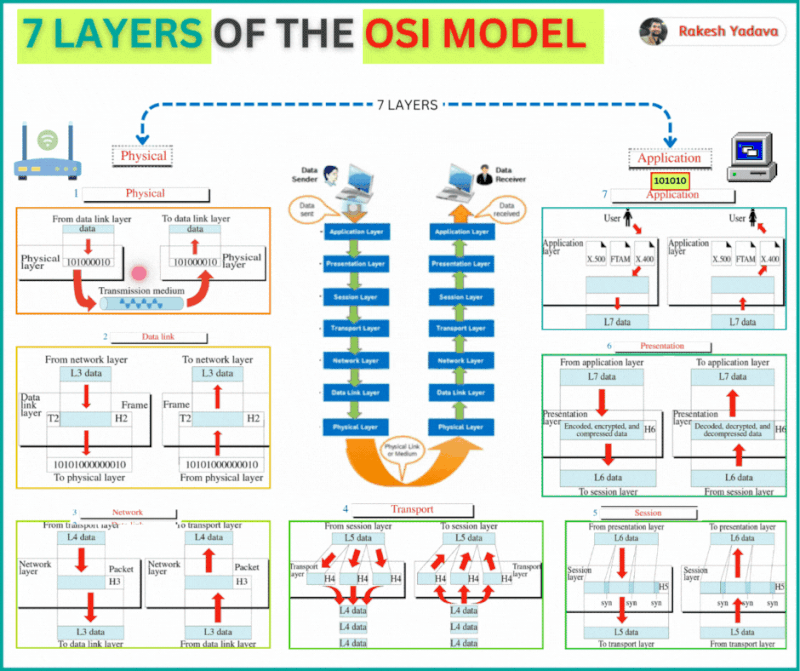 7 LAYERS OF THE OSI MODEL
Rakesh Yadava
7 LAYERS
Physical
Application
101010
1 Physical
From data link layer
To data link layer
data
data
Physical
layer
101000010
101000010
Physical
layer
Transmission medium
2 Data link
From network layer
To network layer
L3 data
L3 data
Data
link
layer
Frame
Frame
T2
H2
T2
H2
10101000000010
10101000000010
To physical layer
From physical layer
3 Network
From transport layer
To transport layer
L4 data
L4 data
Network
layer
Packet
H3
Network
layer
Packet
H3
L3 data
L3 data
To data link layer
From data link layer
Data
Sender
Data
Receiver
Data
sent
Data
received
Application Layer
Application Layer
Presentation Layer
Presentation Layer
Session Layer
Session Layer
Transport Layer
Transport Layer
Network Layer
Network Layer
Data Link Layer
Data Link Layer
Physical Layer
Physical Layer
Physical Link
or Medium
4 Transport
From session layer
To session layer
L5 data
L5 data
Transport
layer
Transport
layer
H4
H4
H4
H4
H4
H4
L4 data
L4 data
L4 data
L4 data
L4 data
L4 data
To network layer
From network layer
7 Application
User
User
Application
layer
X.500
FTAM
X.400
Application
layer
X.500
FTAM
X.400
L7 data
L7 data
6 Presentation
From application layer
To application layer
L7 data
L7 data
Presentation
layer
Presentation
layer
Encoded, encrypted, and
compressed data
H6
Decoded, decrypted, and
decompressed data
H6
L6 data
L6 data
To session layer
From session layer
5 Session
From presentation layer
To presentation layer
L6 data
L6 data
Session
layer
Session
layer
H5
H5
syn
syn
syn
syn
syn
syn
L5 data
L5 data
To transport layer
From transport layer